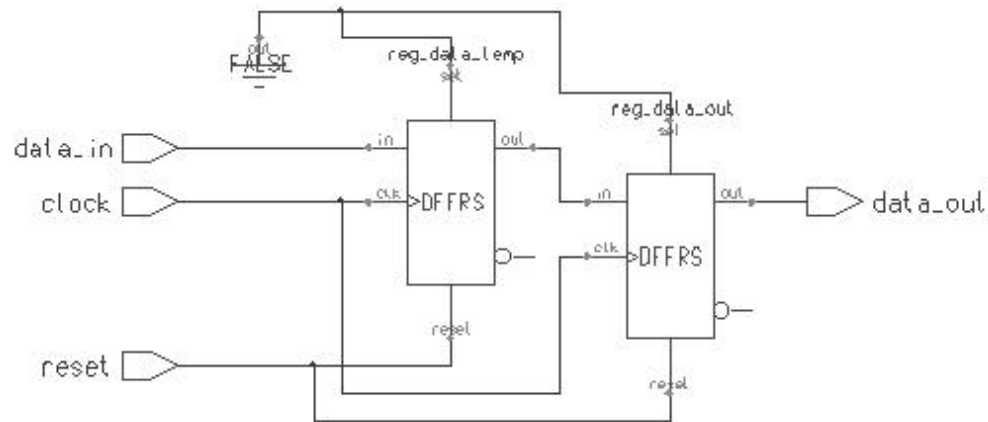 out
FALSE
reg_data_temp
set
reg_data_out
set
data_in
in
out
clock
clk
DFFRS
in
out
data_out
clk
DFFRS
reset
reset
reset